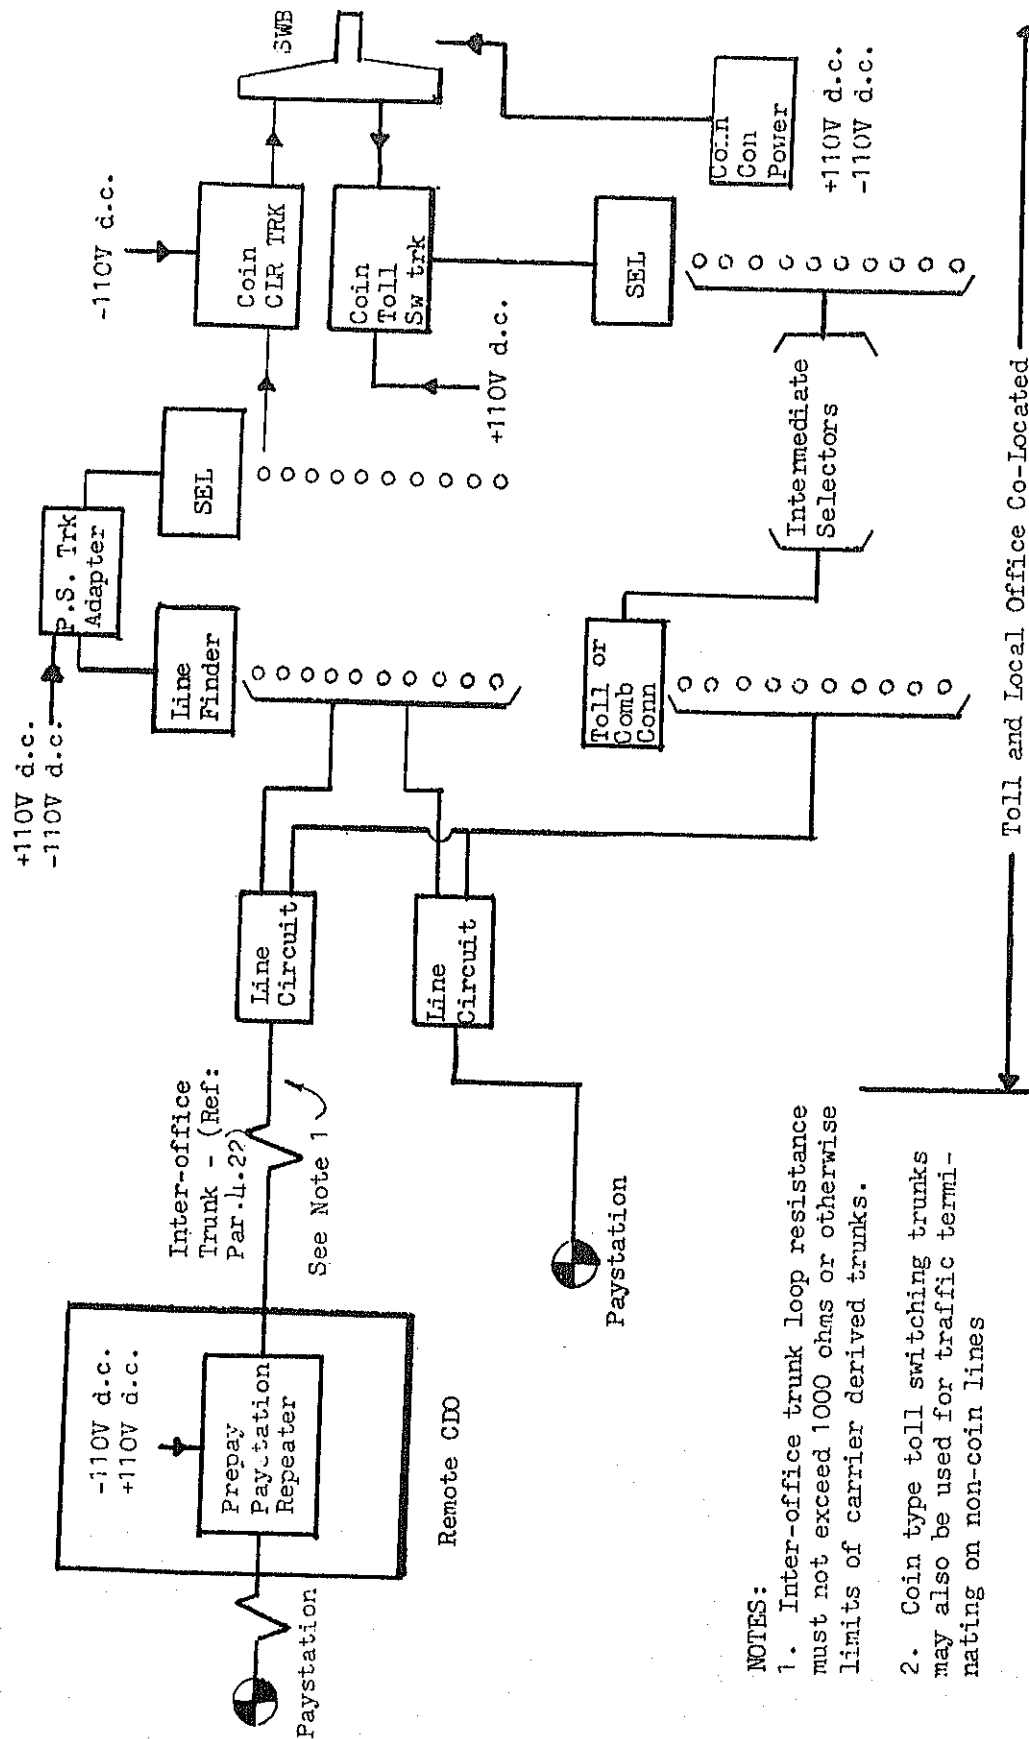 +110V d.c.
-110V d.c.
P.S. Trk
Adapter
-110V d.c.
SWB
Line
Finder
SEL
Coin
CLR TRK
Coin
Toll
Sw trk
+110V d.c.
Inter-office
Trunk - (Ref:
Par.4.22)
See Note 1
Line
Circuit
Line
Circuit
-110V d.c.
+110V d.c.
Prepay
Paystation
Repeater
Remote CDO
Paystation
Paystation
Toll or
Comb
Conn
Intermediate
Selectors
SEL
Coin
Con
Power
+110V d.c.
-110V d.c.
NOTES:
1. Inter-office trunk loop resistance
must not exceed 1000 ohms or otherwise
limits of carrier derived trunks.
2. Coin type toll switching trunks
may also be used for traffic termi-
nating on non-coin lines
Toll and Local Office Co-Located